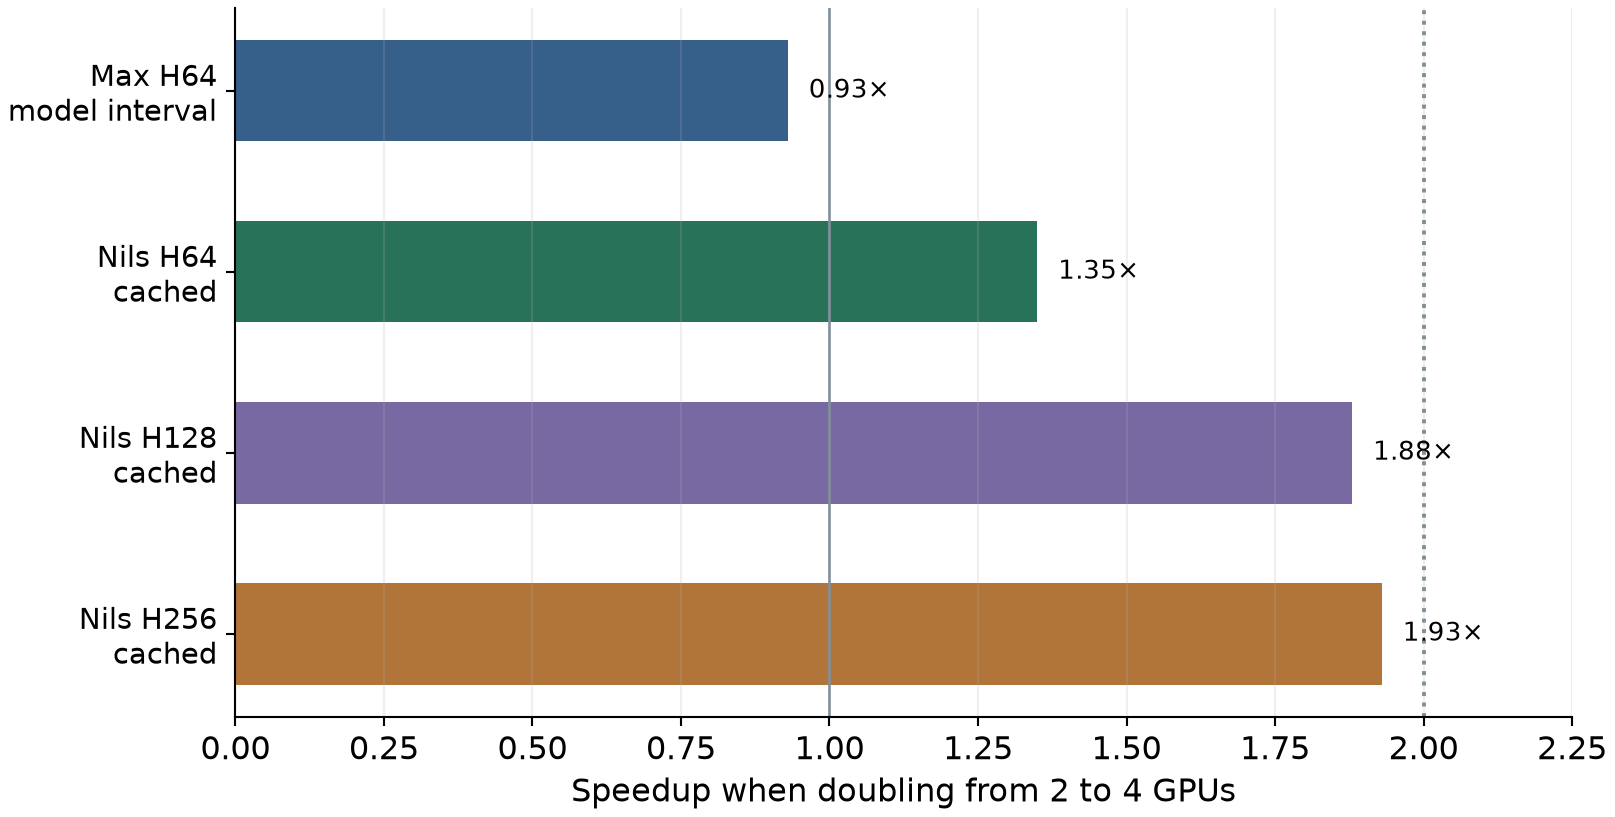 Max H64
model interval
0.93×
Nils H64
cached
1.35×
Nils H128
cached
1.88×
Nils H256
cached
1.93×
0.00 0.25 0.50 0.75 1.00 1.25 1.50 1.75 2.00 2.25
Speedup when doubling from 2 to 4 GPUs